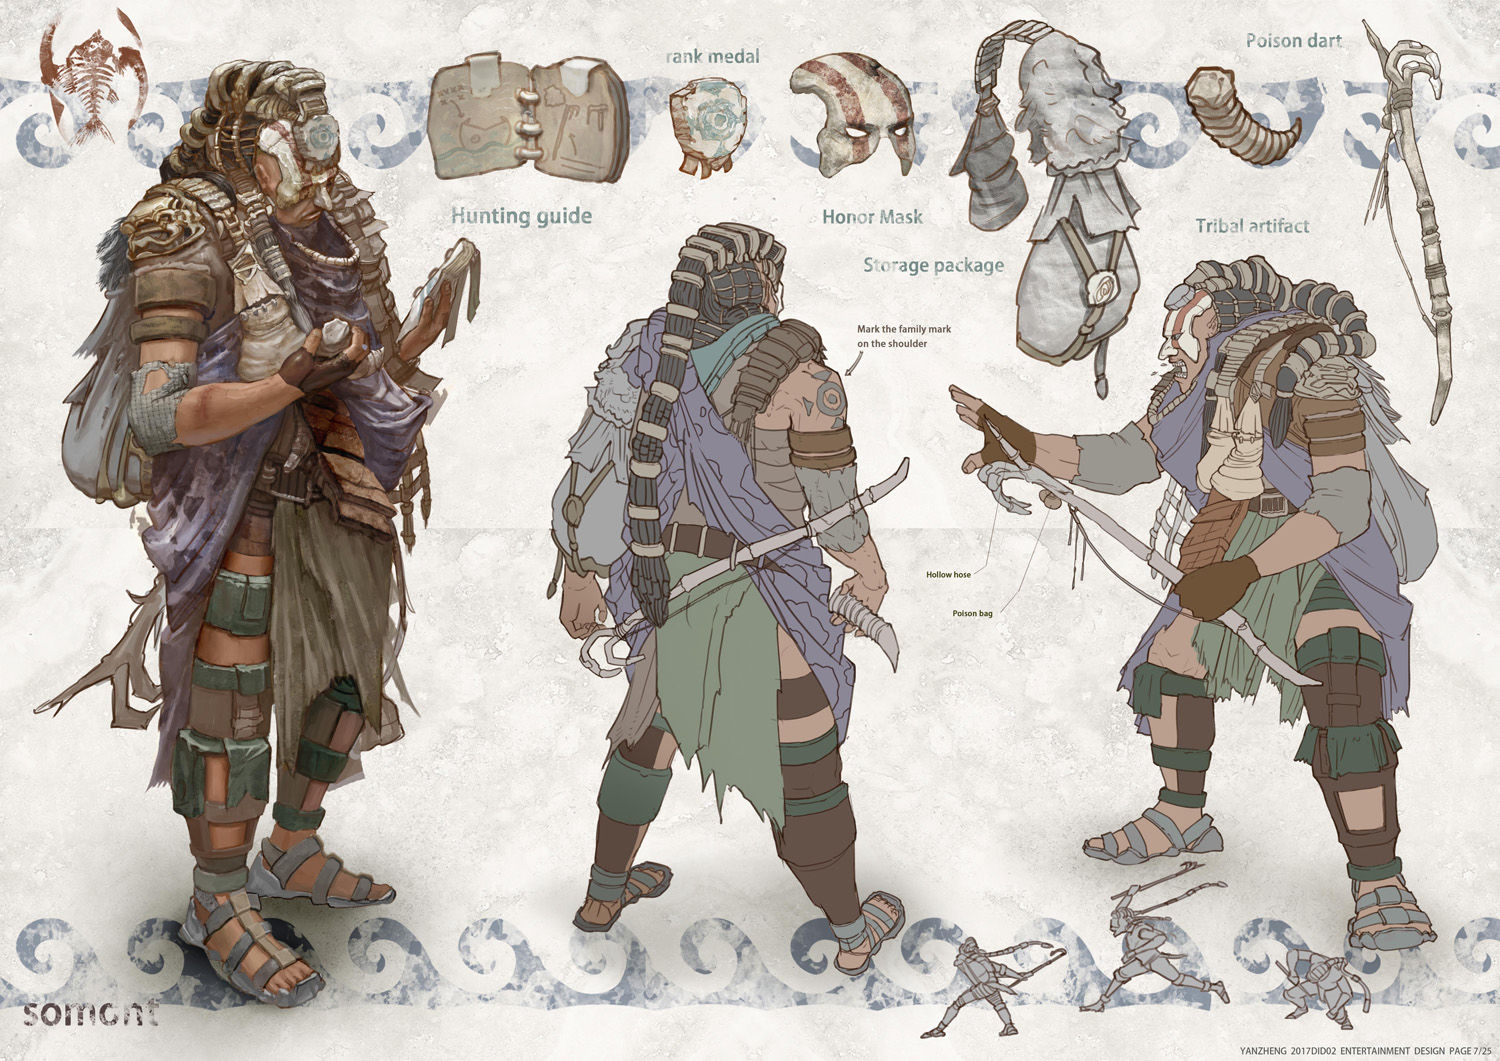 rank medal
Poison dart
Hunting guide
Honor Mask
Tribal artifact
Storage package
Mark the family mark
on the shoulder
Hollow hose
Poison bag
somont
YANZHENG 2017DID02 ENTERTAINMENT DESIGN PAGE 7/25